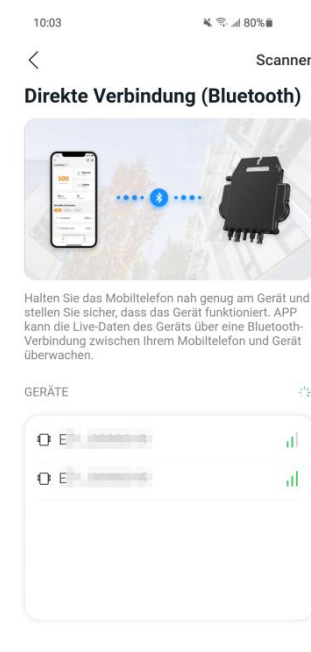 10:03
80%
Scanner
Direkte Verbindung (Bluetooth)
500
Halten Sie das Mobiltelefon nah genug am Gerät und
stellen Sie sicher, dass das Gerät funktioniert. APP
kann die Live-Daten des Geräts über eine Bluetooth-
Verbindung zwischen Ihrem Mobiltelefon und Gerät
überwachen.
GERÄTE
E
E